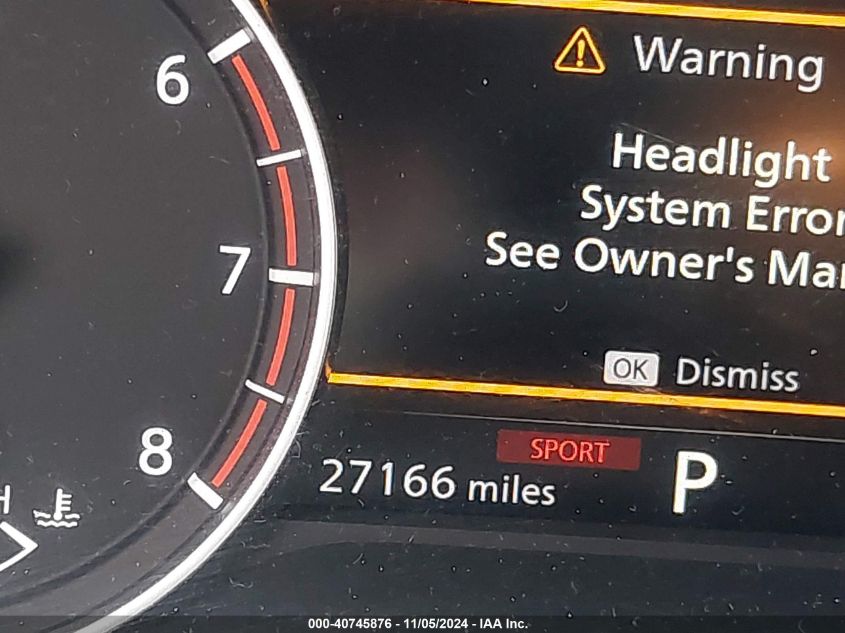 6
7
8
H
Warning
Headlight
System Error
See Owner's
OK Dismiss
SPORT
27166 miles
P
000-40745876 - 11/05/2024 - IAA Inc.